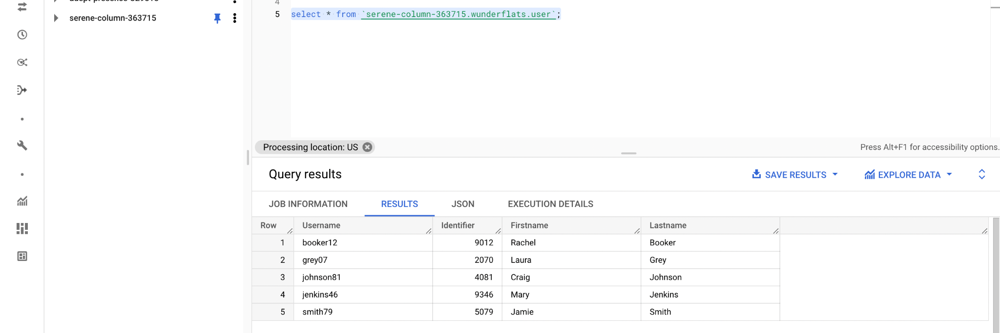 4
serene-column-363715
5 select * from `serene-column-363715.wunderflats.user`;
Processing location: US
Press Alt+F1 for accessibility options.
Query results
SAVE RESULTS
EXPLORE DATA
JOB INFORMATION RESULTS JSON EXECUTION DETAILS
Row Username Identifier Firstname Lastname
1 booker12 9012 Rachel Booker
2 grey07 2070 Laura Grey
3 johnson81 4081 Craig Johnson
4 jenkins46 9346 Mary Jenkins
5 smith79 5079 Jamie Smith